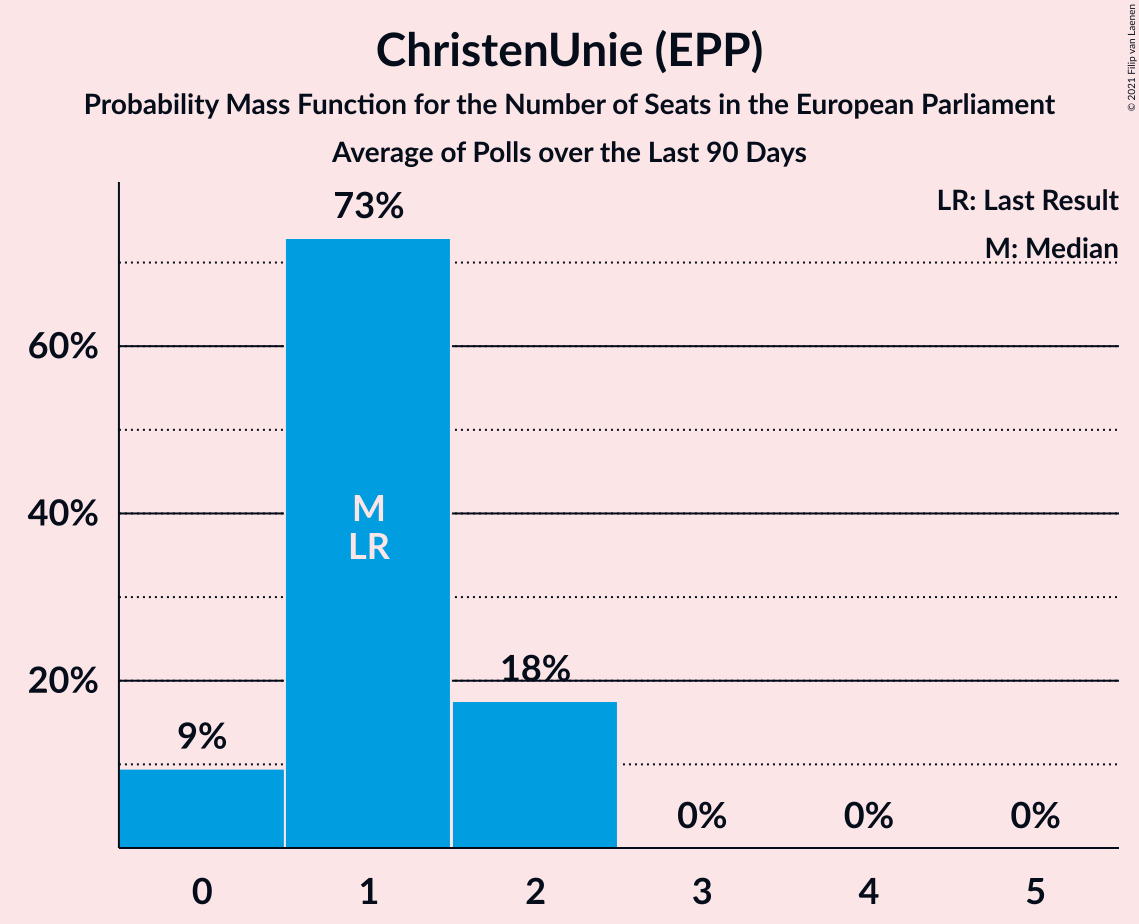 ChristenUnie (EPP)
Probability Mass Function for the Number of Seats in the European Parliament
Average of Polls over the Last 90 Days
© 2021 Filip van Laenen
LR: Last Result
M: Median
73%
60%
M
40%
LR
18%
20%
9%
0% 0% 0%
0 1 2 3 4 5